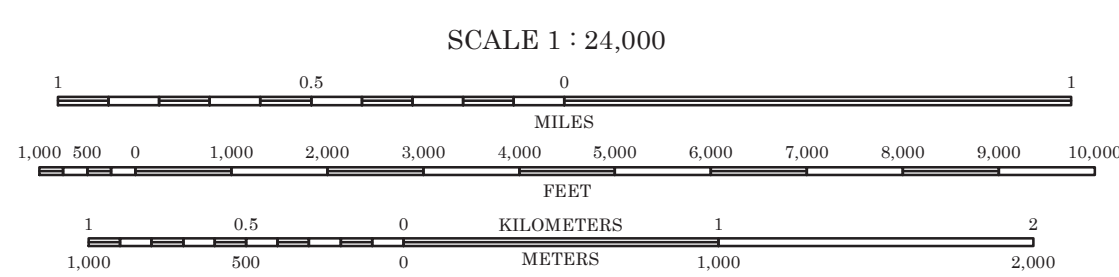 SCALE 1 : 24,000
1 0.5 0 1
MILES
1,000 500 0 1,000 2,000 3,000 4,000 5,000 6,000 7,000 8,000 9,000 10,000
FEET
1 0.5 0 KILOMETERS 1 2
1,000 500 0 METERS 1,000 2,000